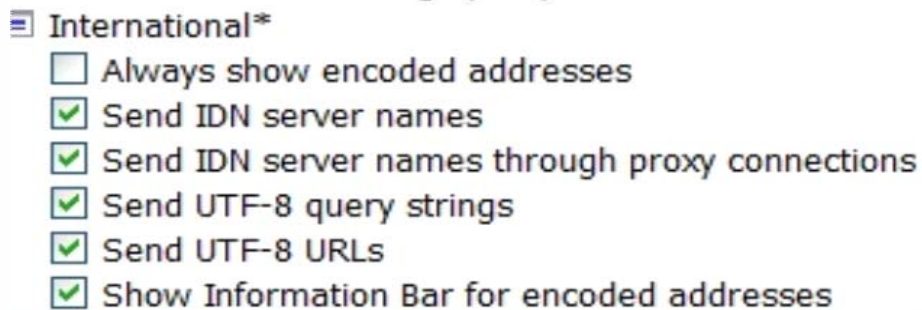 International*
Always show encoded addresses
Send IDN server names
Send IDN server names through proxy connections
Send UTF-8 query strings
Send UTF-8 URLs
Show Information Bar for encoded addresses